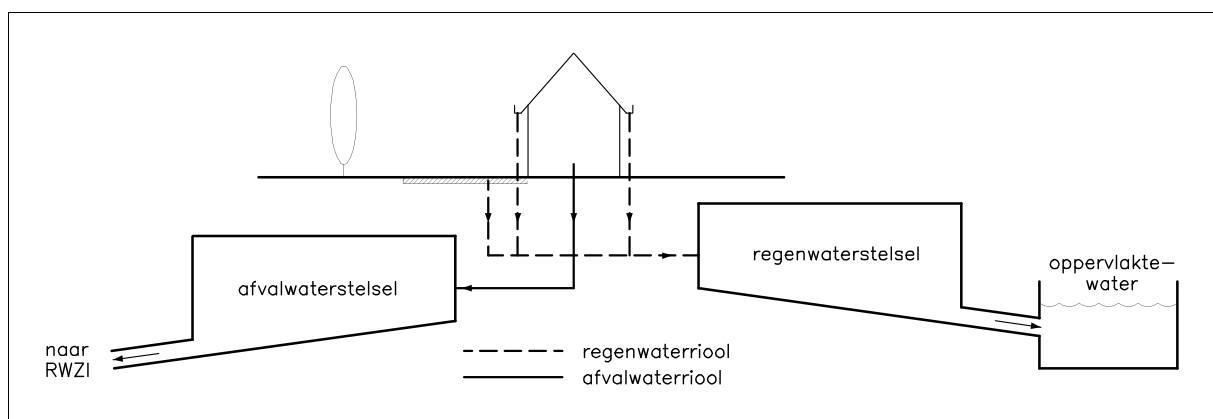 regenwaterstelsel
oppervlakte-
water
afvalwaterstelsel
naar
RWZI
regenwaterriool
afvalwaterriool